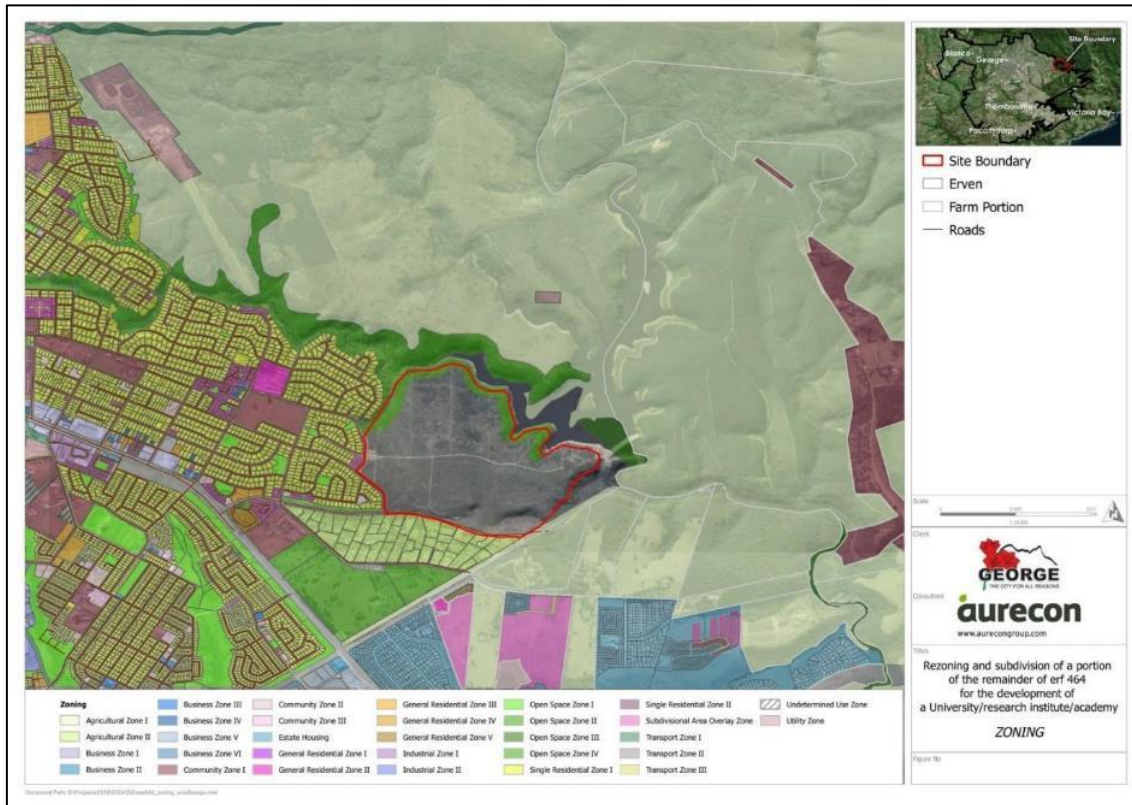 Site Boundary
Blanco
George
Thembalethu
Victoria Bay
Pacaltsdorp
Site Boundary
Erven
Farm Portion
Roads
Scale
Client
GEORGE
THE CITY FOR ALL REASONS
Consultant
aurecon
www.aurecongroup.com
Titles
Rezoning and subdivision of a portion
of the remainder of erf 464
for the development of
a University/research institute/academy
ZONING
Figure No
Zoning
Agricultural Zone I
Agricultural Zone II
Business Zone I
Business Zone II
Business Zone III
Business Zone IV
Business Zone V
Business Zone VI
Community Zone I
Community Zone II
Community Zone III
Estate Housing
General Residential Zone I
General Residential Zone II
General Residential Zone III
General Residential Zone IV
General Residential Zone V
Industrial Zone I
Industrial Zone II
Open Space Zone I
Open Space Zone II
Open Space Zone III
Open Space Zone IV
Single Residential Zone I
Single Residential Zone II
Subdivisional Area Overlay Zone
Transport Zone I
Transport Zone II
Transport Zone III
Undetermined Use Zone
Utility Zone